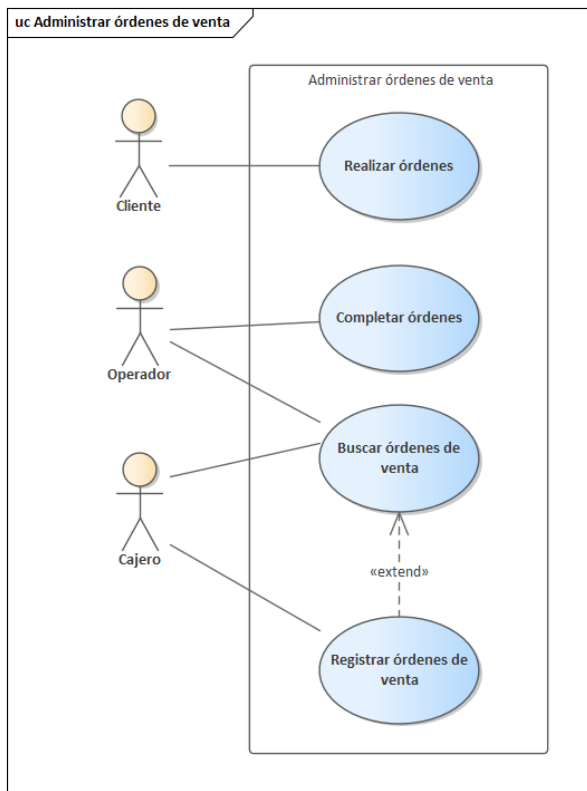 uc Administrar órdenes de venta
Administrar órdenes de venta
Realizar órdenes
Cliente
Completar órdenes
Operador
Buscar órdenes de
venta
Cajero
«extend»
Registrar órdenes de
venta